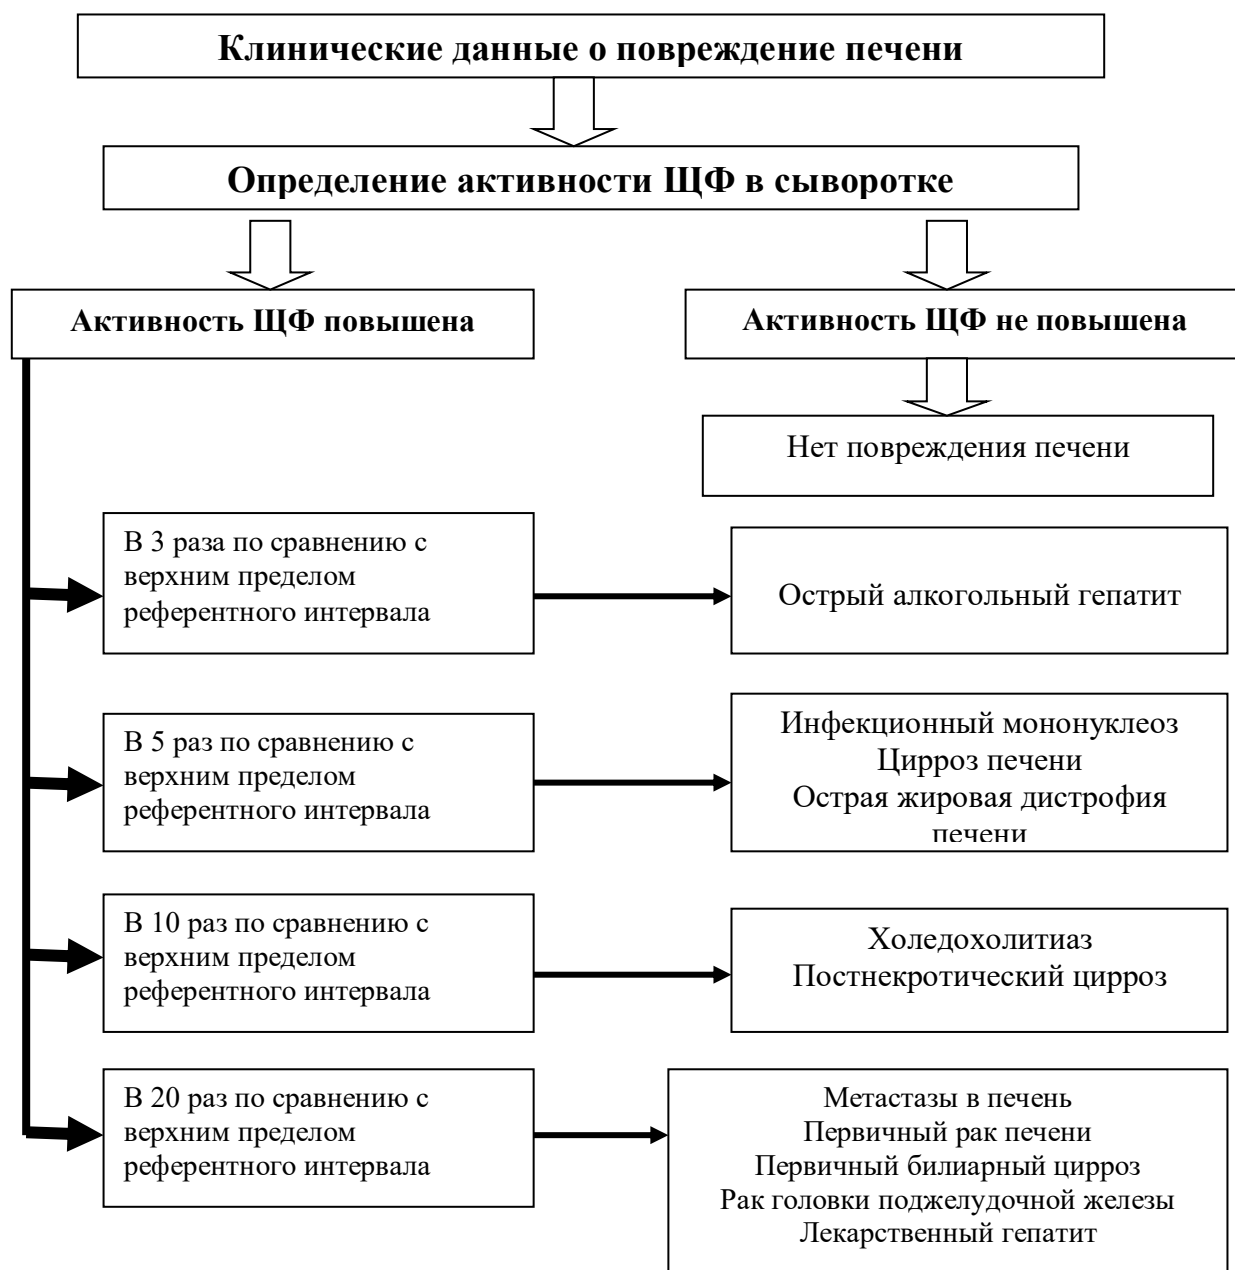 Клинические данные о повреждение печени
Определение активности ЩФ в сыворотке
Активность ЩФ повышена
Активность ЩФ не повышена
Нет повреждения печени
В 3 раза по сравнению с
верхним пределом
референтного интервала
Острый алкогольный гепатит
В 5 раз по сравнению с
верхним пределом
референтного интервала
Инфекционный мононуклеоз
Цирроз печени
Острая жировая дистрофия
печени
В 10 раз по сравнению с
верхним пределом
референтного интервала
Холедохолитиаз
Постнекротический цирроз
В 20 раз по сравнению с
верхним пределом
референтного интервала
Метастазы в печень
Первичный рак печени
Первичный билиарный цирроз
Рак головки поджелудочной железы
Лекарственный гепатит